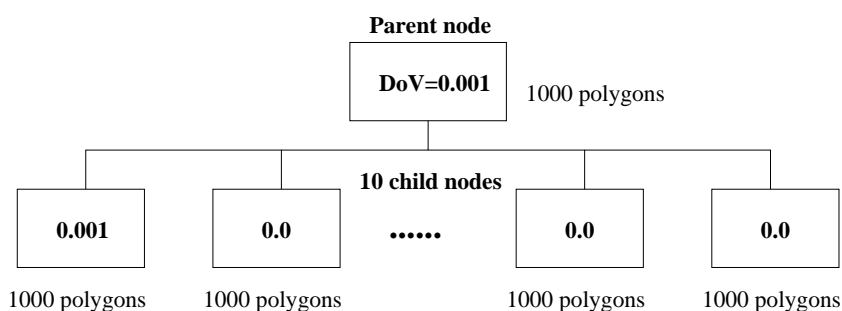 Parent node
DoV=0.001
1000 polygons
10 child nodes
0.001 0.0 ...... 0.0 0.0
1000 polygons 1000 polygons 1000 polygons 1000 polygons